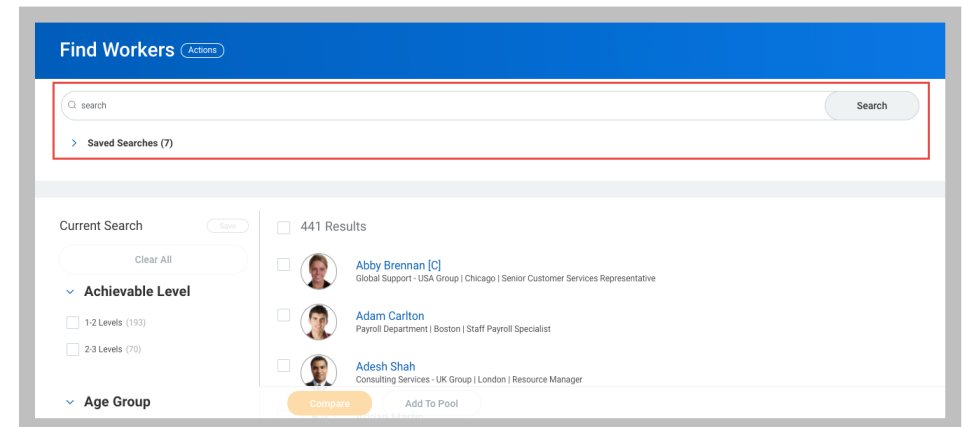 Find Workers Actions
search Search
Saved Searches (7)
Current Search Save
Clear All
Achievable Level
1-2 Levels (193)
2-3 Levels (70)
Age Group
441 Results
Abby Brennan [C]
Global Support - USA Group | Chicago | Senior Customer Services Representative
Adam Carlton
Payroll Department | Boston | Staff Payroll Specialist
Adesh Shah
Consulting Services - UK Group | London | Resource Manager
Compare Add To Pool